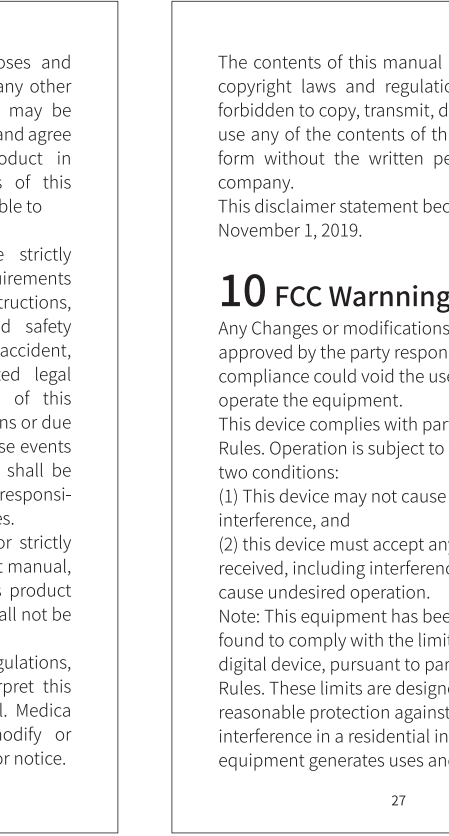 oses and
any other
may be
and agree
oduct in
s of this
ble to
e strictly
uirements
tructions,
d safety
accident,
ted legal
of this
ns or due
se events
shall be
responsi-
es.
or strictly
t manual,
s product
all not be
gulations,
rpret this
l. Medica
modify or
or notice.
The contents of this manual
copyright laws and regulatio
forbidden to copy, transmit, d
use any of the contents of th
form without the written pe
company.
This disclaimer statement bec
November 1, 2019.
10 FCC Warnning
Any Changes or modifications
approved by the party respon
compliance could void the use
operate the equipment.
This device complies with par
Rules. Operation is subject to
two conditions:
(1) This device may not cause
interference, and
(2) this device must accept any
received, including interferenc
cause undesired operation.
Note: This equipment has bee
found to comply with the limit
digital device, pursuant to par
Rules. These limits are designe
reasonable protection against
interference in a residential in
equipment generates uses and
27